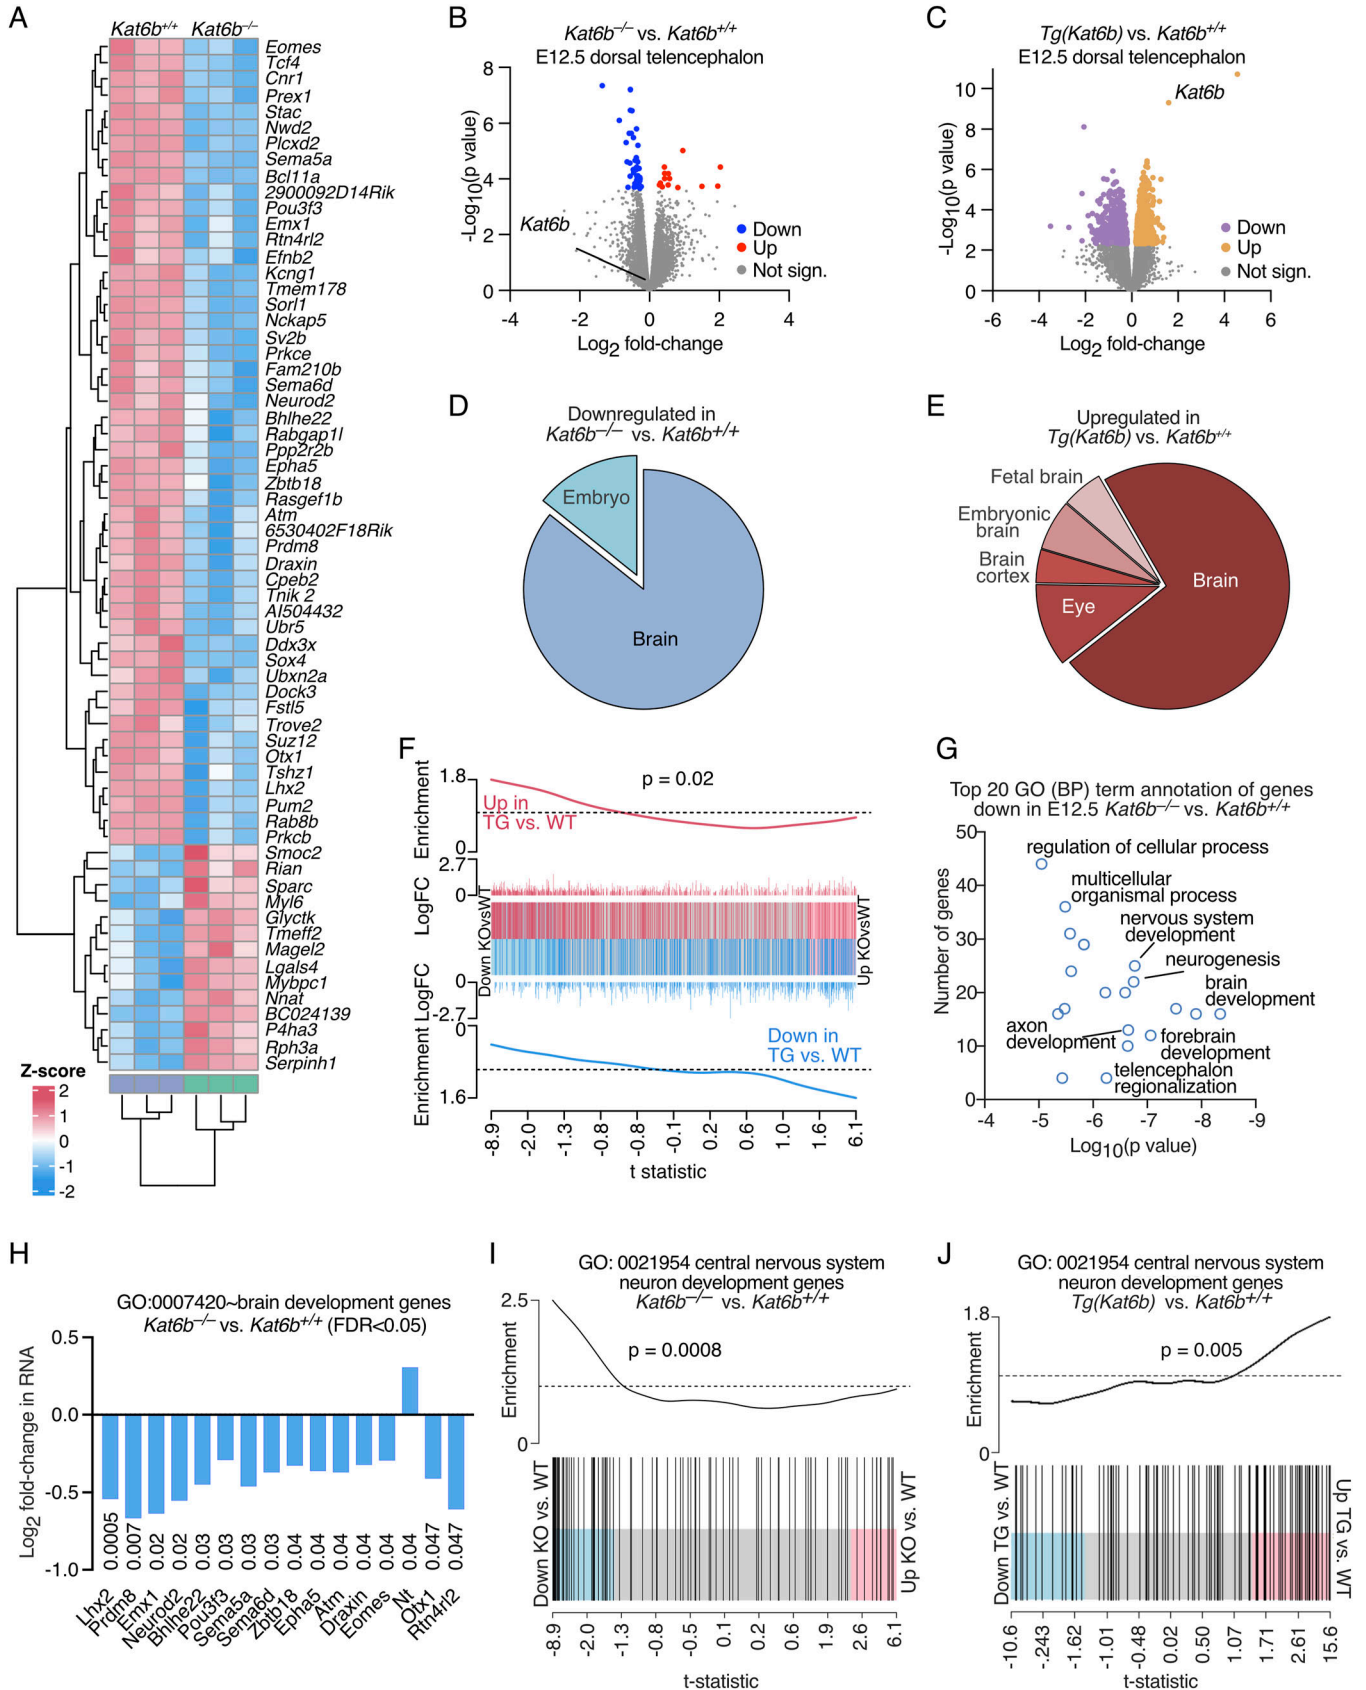 A
Kat6b+/+ Kat6b–/–
Eomes
Tcf4
Cnr1
Prex1
Stac
Nwd2
Plcxd2
Sema5a
Bcl11a
2900092D14Rik
Pou3f3
Emx1
Rtn4rl2
Efnb2
Kcng1
Tmem178
Sorl1
Nckap5
Sv2b
Prkce
Fam210b
Sema6d
Neurod2
Bhlhe22
Rabgap1l
Ppp2r2b
Epha5
Zbtb18
Rasgef1b
Atm
6530402F18Rik
Prdm8
Draxin
Cpeb2
Tnik 2
AI504432
Ubr5
Ddx3x
Sox4
Ubxn2a
Dock3
Fstl5
Trove2
Suz12
Otx1
Tshz1
Lhx2
Pum2
Rab8b
Prkcb
Smoc2
Rian
Sparc
Myl6
Glyctk
Tmeff2
Magel2
Lgals4
Mybpc1
Nnat
BC024139
P4ha3
Rph3a
Serpinh1
Z-score
2
1
0
-1
-2
B
Kat6b–/– vs. Kat6b+/+
E12.5 dorsal telencephalon
-Log10(p value)
8
6
4
2
0
Kat6b
Down
Up
Not sign.
-4 -2 0 2 4
Log2 fold-change
C
Tg(Kat6b) vs. Kat6b+/+
E12.5 dorsal telencephalon
-Log10(p value)
10
8
6
4
2
0
Kat6b
Down
Up
Not sign.
-6 -4 -2 0 2 4 6
Log2 fold-change
D
Downregulated in
Kat6b–/– vs. Kat6b+/+
Embryo
Brain
E
Upregulated in
Tg(Kat6b) vs. Kat6b+/+
Fetal brain
Embryonic
brain
Brain
cortex
Eye
Brain
F
Enrichment
1.8
0
p = 0.02
Up in
TG vs. WT
LogFC
2.7
0
Down KOvsWT
Up KOvsWT
LogFC
0
-2.7
Enrichment
0
1.6
Down in
TG vs. WT
-8.9 -2.0 -1.3 -0.8 -0.8 -0.1 0.2 0.6 1.0 1.6 6.1
t statistic
G
Top 20 GO (BP) term annotation of genes
down in E12.5 Kat6b–/– vs. Kat6b+/+
Number of genes
50
40
30
20
10
0
regulation of cellular process
multicellular
organismal process
nervous system
development
neurogenesis
brain
development
axon
development
forebrain
development
telencephalon
regionalization
-4 -5 -6 -7 -8 -9
Log10(p value)
H
GO:0007420~brain development genes
Kat6b–/– vs. Kat6b+/+ (FDR<0.05)
Log2 fold-change in RNA
0.5
0.0
-0.5
-1.0
0.0005 0.007 0.02 0.02 0.03 0.03 0.03 0.03 0.04 0.04 0.04 0.04 0.04 0.04 0.047 0.047
Lhx2 Prdm8 Emx1 Neurod2 Bhlhe22 Pou3f3 Sema5a Sema6d Zbtb18 Epha5 Atm Draxin Eomes Nt Otx1 Rtn4rl2
I
GO: 0021954 central nervous system
neuron development genes
Kat6b–/– vs. Kat6b+/+
Enrichment
2.5
0
p = 0.0008
Down KO vs. WT
Up KO vs. WT
-8.9 -2.0 -1.3 -0.8 -0.5 0.1 0.2 0.6 1.9 2.6 6.1
t-statistic
J
GO: 0021954 central nervous system
neuron development genes
Tg(Kat6b) vs. Kat6b+/+
Enrichment
1.8
0
p = 0.005
Down TG vs. WT
Up TG vs. WT
-10.6 -.243 -1.62 -1.01 -0.48 0.02 0.50 1.07 1.71 2.61 15.6
t-statistic